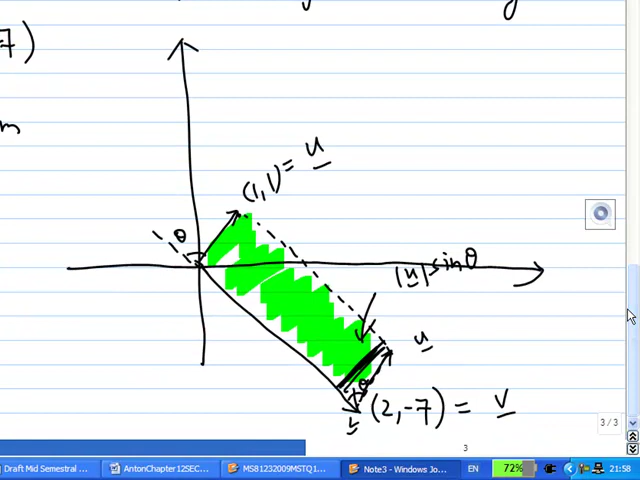 -7)
m
(1,1) = u
θ
|u| sin θ
u
θ
(2,-7) = v
v
3 / 3
3
Draft Mid Semestral
AntonChapter12SEC...
MS81232009MSTQ1...
Note3 - Windows Jo...
EN
72%
21:58